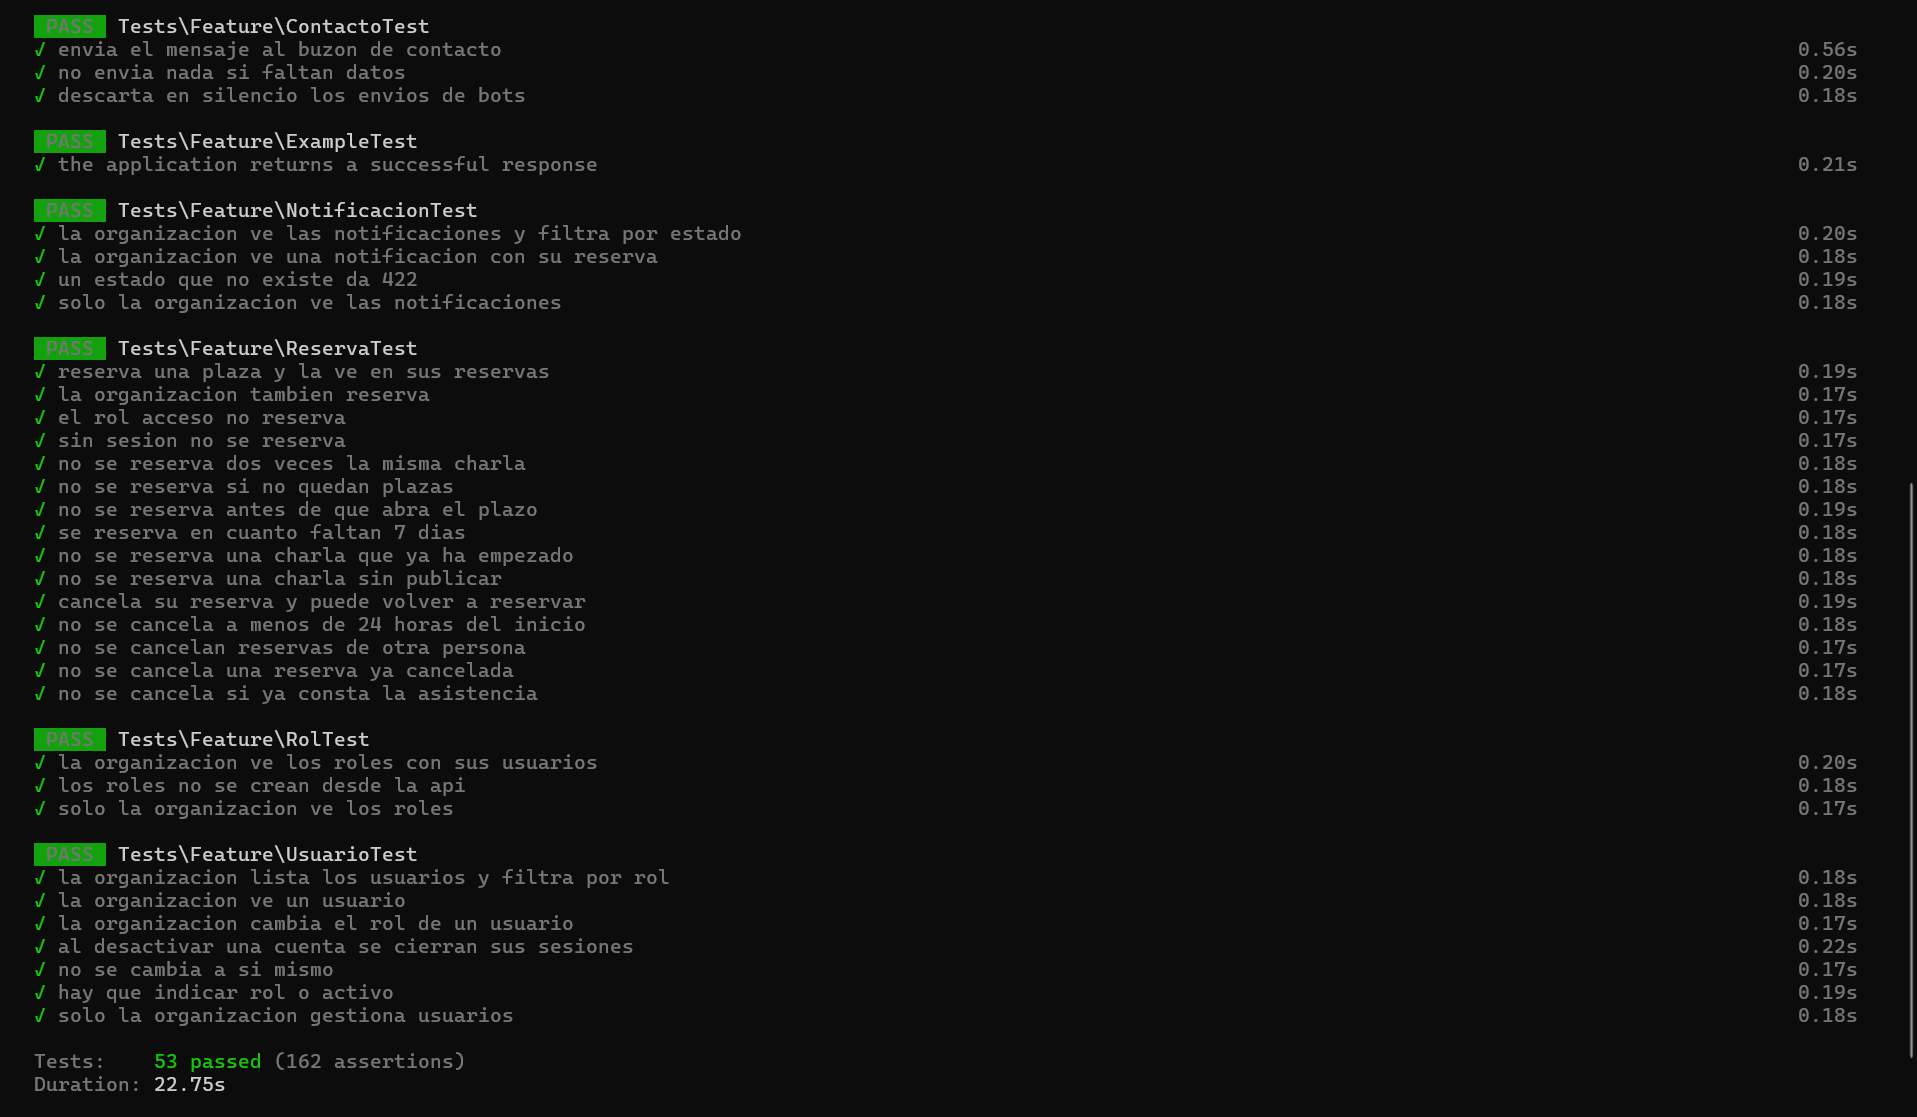 PASS Tests\Feature\ContactoTest
✓ envia el mensaje al buzon de contacto 0.56s
✓ no envia nada si faltan datos 0.20s
✓ descarta en silencio los envios de bots 0.18s
PASS Tests\Feature\ExampleTest
✓ the application returns a successful response 0.21s
PASS Tests\Feature\NotificacionTest
✓ la organizacion ve las notificaciones y filtra por estado 0.20s
✓ la organizacion ve una notificacion con su reserva 0.18s
✓ un estado que no existe da 422 0.19s
✓ solo la organizacion ve las notificaciones 0.18s
PASS Tests\Feature\ReservaTest
✓ reserva una plaza y la ve en sus reservas 0.19s
✓ la organizacion tambien reserva 0.17s
✓ el rol acceso no reserva 0.17s
✓ sin sesion no se reserva 0.17s
✓ no se reserva dos veces la misma charla 0.18s
✓ no se reserva si no quedan plazas 0.18s
✓ no se reserva antes de que abra el plazo 0.19s
✓ se reserva en cuanto faltan 7 dias 0.18s
✓ no se reserva una charla que ya ha empezado 0.18s
✓ no se reserva una charla sin publicar 0.18s
✓ cancela su reserva y puede volver a reservar 0.19s
✓ no se cancela a menos de 24 horas del inicio 0.18s
✓ no se cancelan reservas de otra persona 0.17s
✓ no se cancela una reserva ya cancelada 0.17s
✓ no se cancela si ya consta la asistencia 0.18s
PASS Tests\Feature\RolTest
✓ la organizacion ve los roles con sus usuarios 0.20s
✓ los roles no se crean desde la api 0.18s
✓ solo la organizacion ve los roles 0.17s
PASS Tests\Feature\UsuarioTest
✓ la organizacion lista los usuarios y filtra por rol 0.18s
✓ la organizacion ve un usuario 0.18s
✓ la organizacion cambia el rol de un usuario 0.17s
✓ al desactivar una cuenta se cierran sus sesiones 0.22s
✓ no se cambia a si mismo 0.17s
✓ hay que indicar rol o activo 0.19s
✓ solo la organizacion gestiona usuarios 0.18s
Tests: 53 passed (162 assertions)
Duration: 22.75s